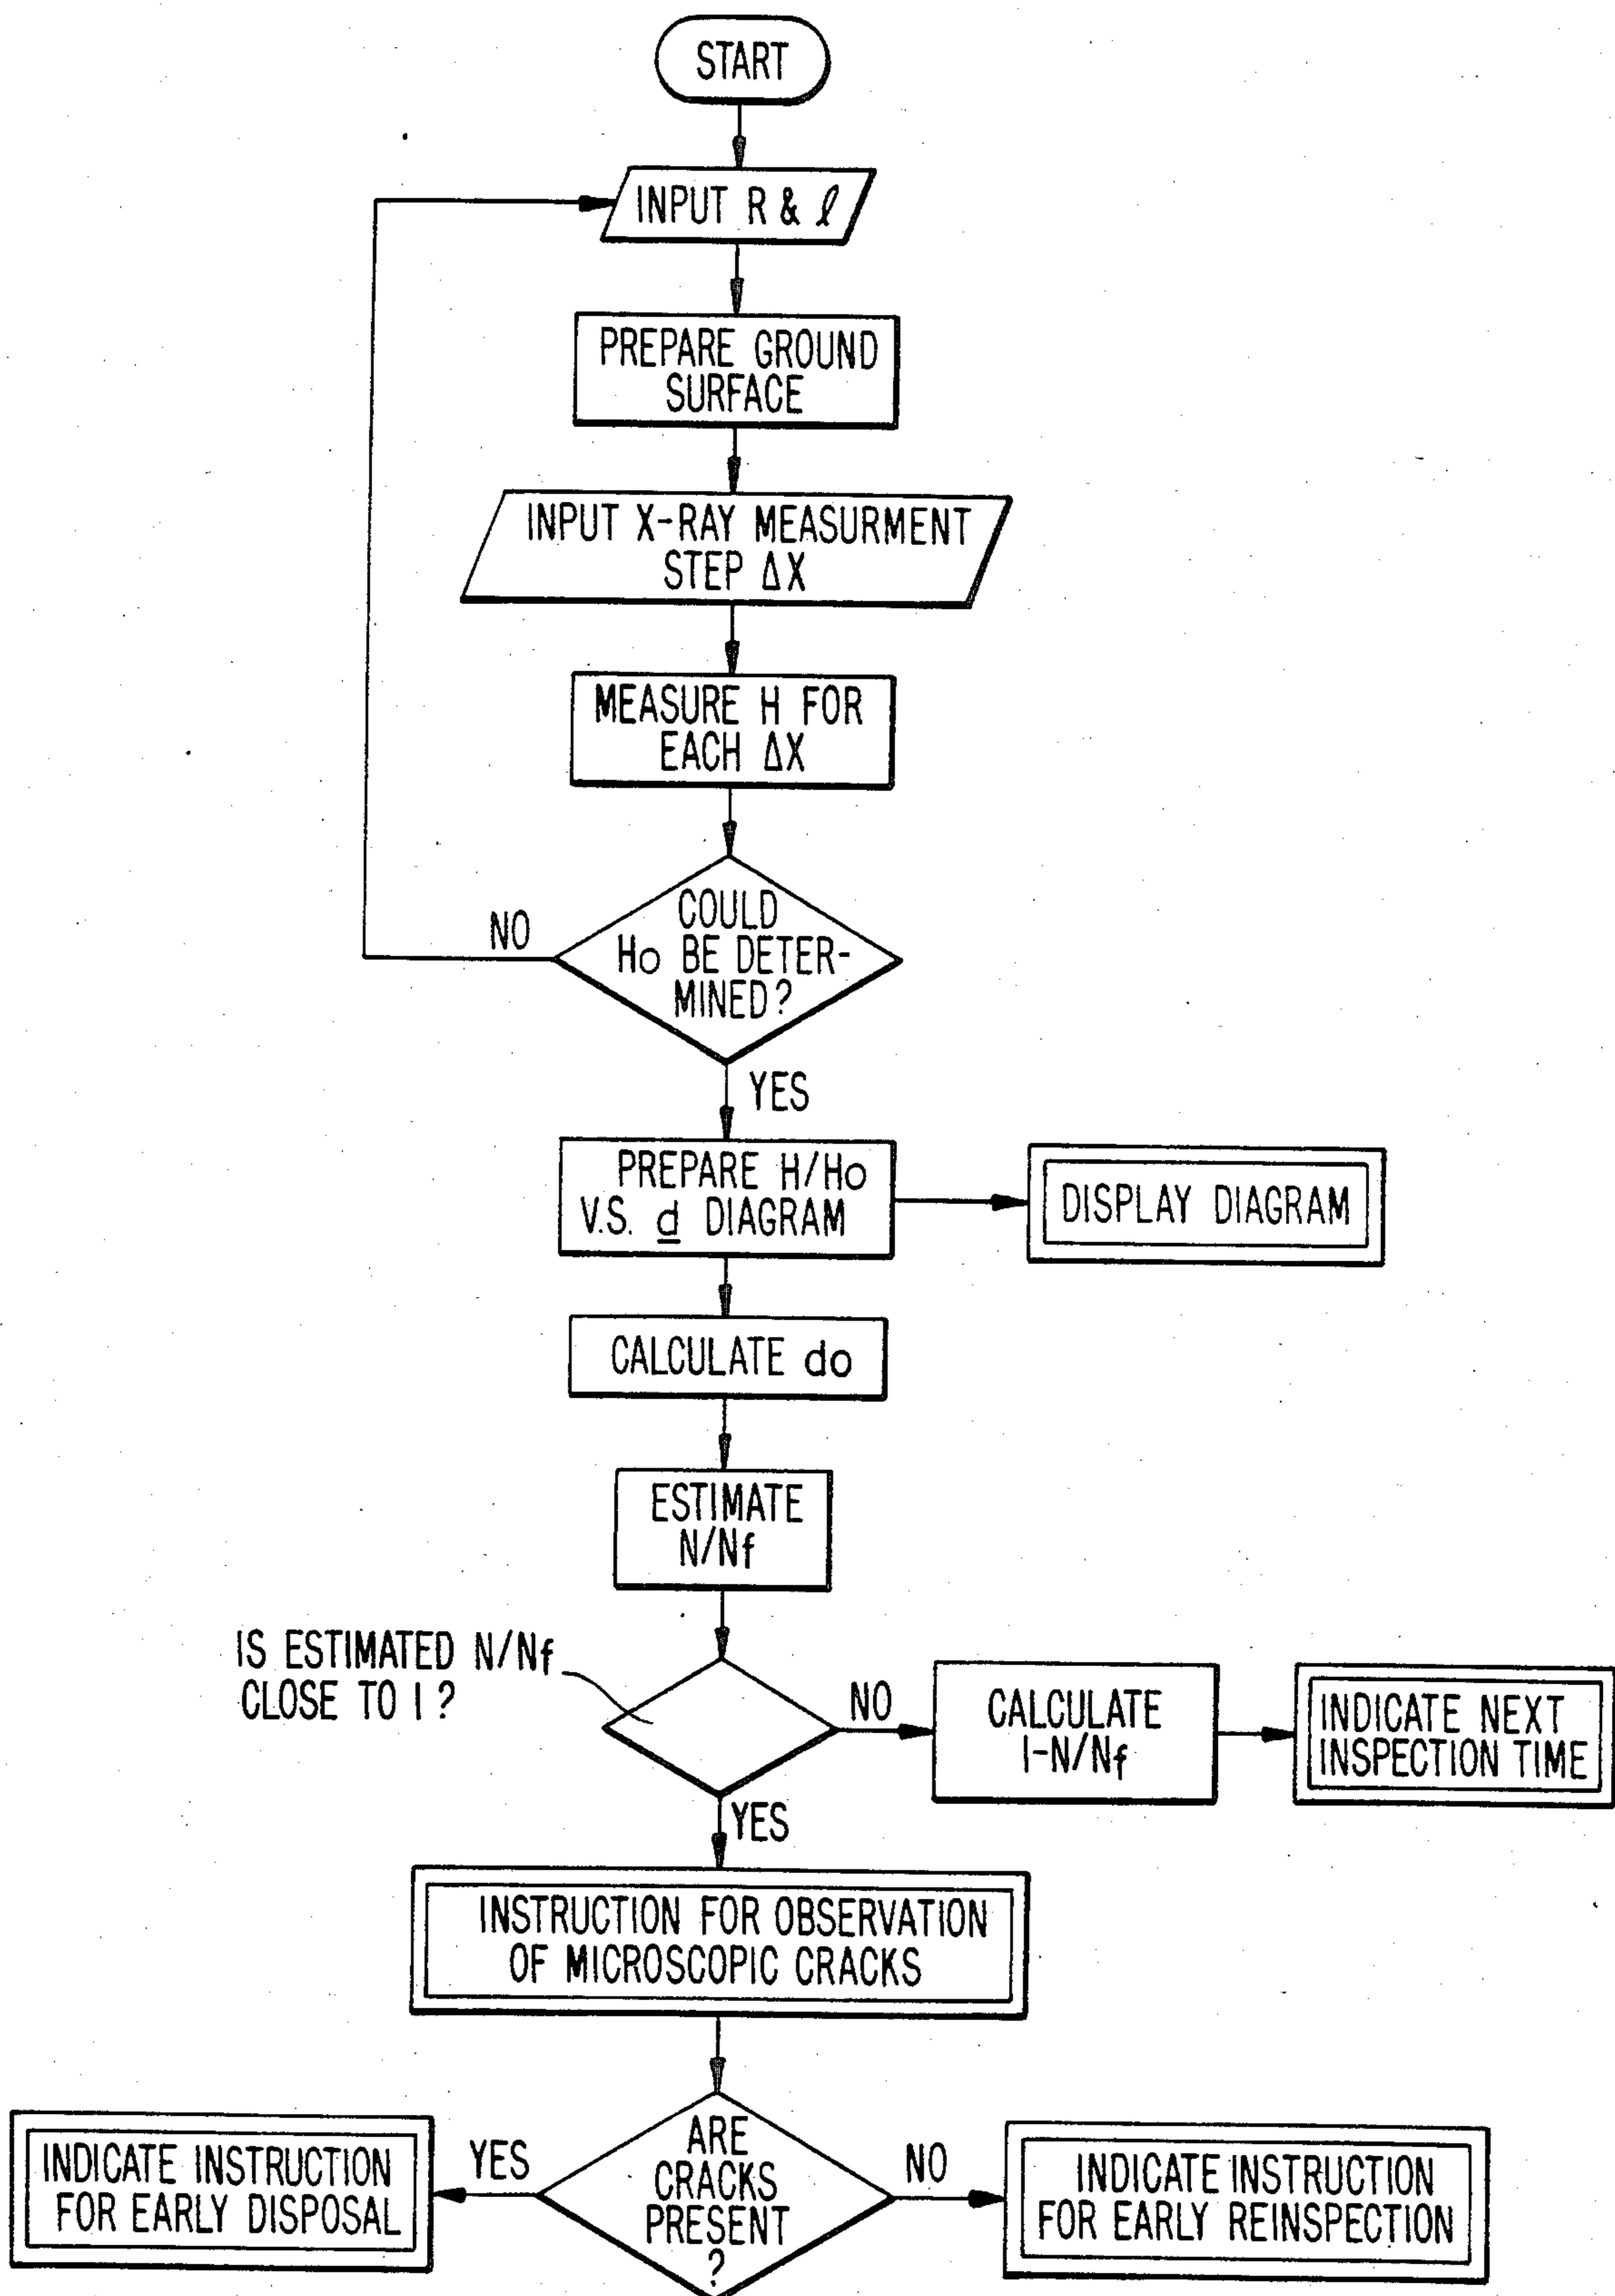 START
INPUT R & ℓ
PREPARE GROUND
SURFACE
INPUT X-RAY MEASURMENT
STEP ΔX
MEASURE H FOR
EACH ΔX
COULD
Ho BE DETER-
MINED?
NO
YES
PREPARE H/Ho
V.S. d DIAGRAM
DISPLAY DIAGRAM
CALCULATE do
ESTIMATE
N/Nf
IS ESTIMATED N/Nf
CLOSE TO 1?
NO
CALCULATE
1-N/Nf
INDICATE NEXT
INSPECTION TIME
YES
INSTRUCTION FOR OBSERVATION
OF MICROSCOPIC CRACKS
ARE
CRACKS
PRESENT
?
YES
INDICATE INSTRUCTION
FOR EARLY DISPOSAL
NO
INDICATE INSTRUCTION
FOR EARLY REINSPECTION